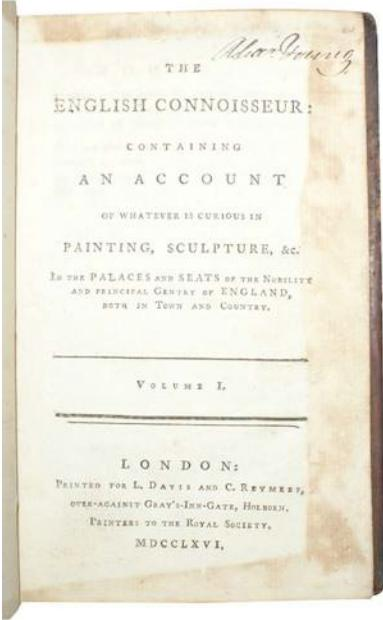 Alexr. Young
THE
ENGLISH CONNOISSEUR:
CONTAINING
AN ACCOUNT
OF WHATEVER IS CURIOUS IN
PAINTING, SCULPTURE, &c.
IN THE PALACES AND SEATS OF THE NOBILITY
AND PRINCIPAL GENTRY OF ENGLAND,
BOTH IN TOWN AND COUNTRY.
VOLUME I.
LONDON:
PRINTED FOR L. DAVIS AND C. REYMERS,
OVER-AGAINST GRAY'S-INN-GATE, HOLBORN,
PRINTERS TO THE ROYAL SOCIETY.
MDCCLXVI.